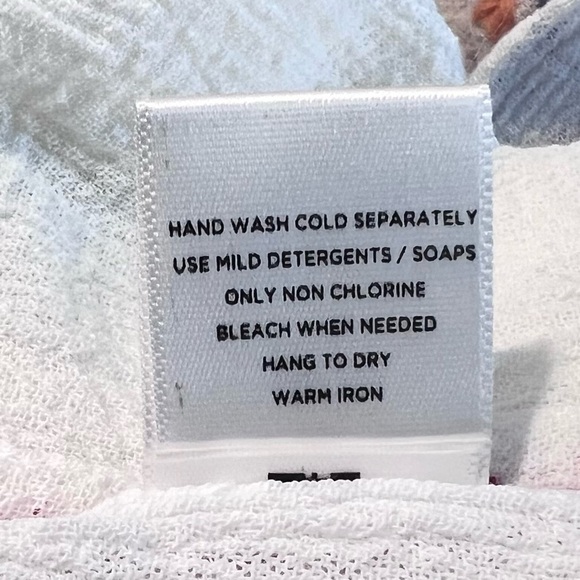 HAND WASH COLD SEPARATELY
USE MILD DETERGENTS / SOAPS
ONLY NON CHLORINE
BLEACH WHEN NEEDED
HANG TO DRY
WARM IRON